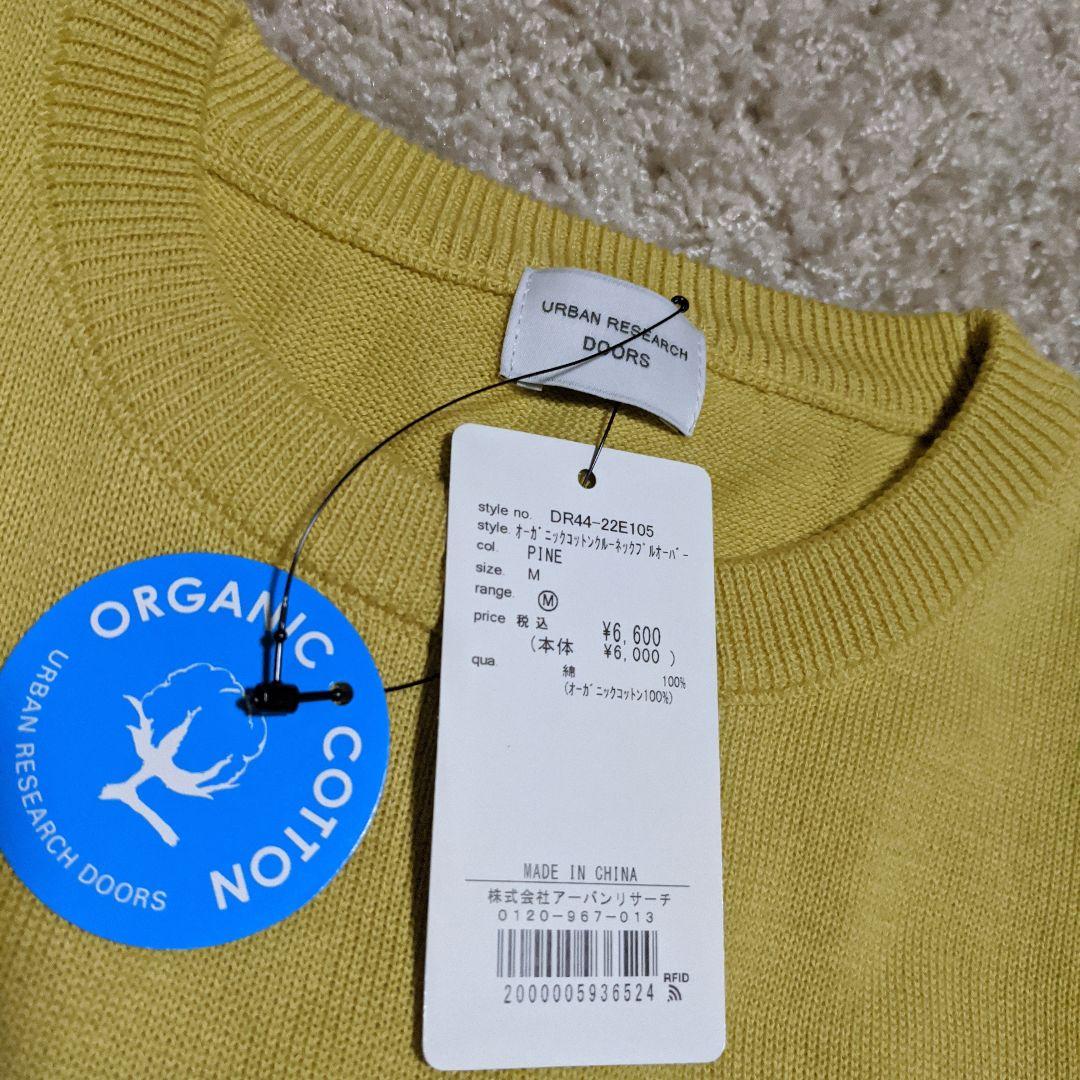 URBAN RESEARCH
DOORS
style no. DR44-22E105
style. ｵｰｶﾞﾆｯｸｺｯﾄﾝｸﾙｰﾈｯｸﾌﾟﾙｵｰﾊﾞｰ
col. PINE
size. M
range. Ⓜ
price 税込 ¥6,600
(本体 ¥6,000 )
qua. 綿 100%
(ｵｰｶﾞﾆｯｸｺｯﾄﾝ100%)
MADE IN CHINA
株式会社アーバンリサーチ
0120-967-013
RFID
2000005936524
ORGANIC COTTON
URBAN RESEARCH DOORS